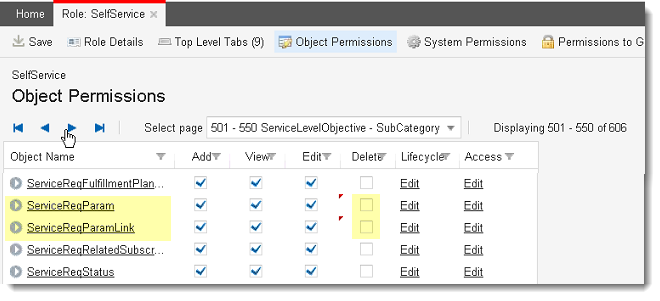 Home Role: SelfService
Save Role Details Top Level Tabs (9) Object Permissions System Permissions Permissions to G
SelfService
Object Permissions
Select page 501 - 550 ServiceLevelObjective - SubCategory Displaying 501 - 550 of 606
Object Name Add View Edit Delete Lifecycle Access
ServiceReqFulfillmentPlan... Edit Edit
ServiceReqParam Edit Edit
ServiceReqParamLink Edit Edit
ServiceReqRelatedSubscr... Edit Edit
ServiceReqStatus Edit Edit